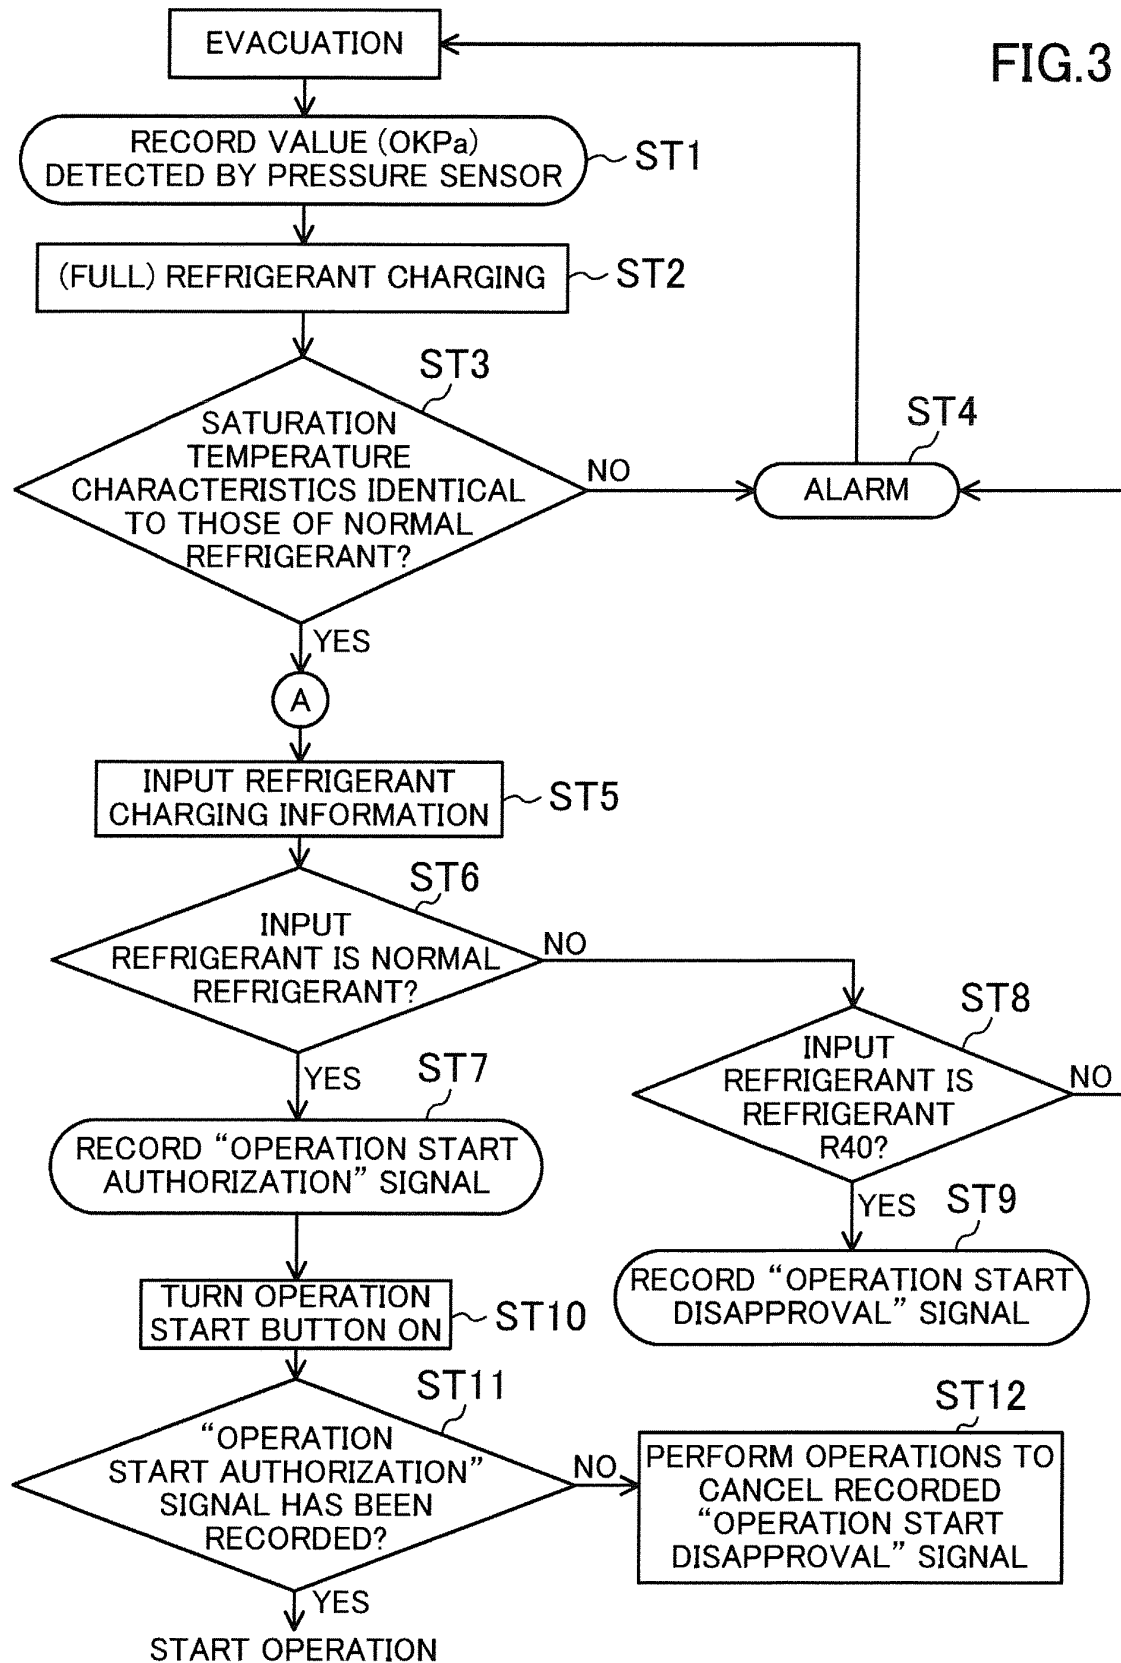 FIG.3
EVACUATION
RECORD VALUE (OKPa)
DETECTED BY PRESSURE SENSOR
ST1
(FULL) REFRIGERANT CHARGING
ST2
ST3
SATURATION
TEMPERATURE
CHARACTERISTICS IDENTICAL
TO THOSE OF NORMAL
REFRIGERANT?
NO
ST4
ALARM
YES
A
INPUT REFRIGERANT
CHARGING INFORMATION
ST5
ST6
INPUT
REFRIGERANT IS NORMAL
REFRIGERANT?
NO
YES
ST7
RECORD “OPERATION START
AUTHORIZATION” SIGNAL
ST8
INPUT
REFRIGERANT IS
REFRIGERANT
R40?
NO
YES
ST9
RECORD “OPERATION START
DISAPPROVAL” SIGNAL
TURN OPERATION
START BUTTON ON
ST10
ST11
“OPERATION
START AUTHORIZATION”
SIGNAL HAS BEEN
RECORDED?
NO
ST12
PERFORM OPERATIONS TO
CANCEL RECORDED
“OPERATION START
DISAPPROVAL” SIGNAL
YES
START OPERATION